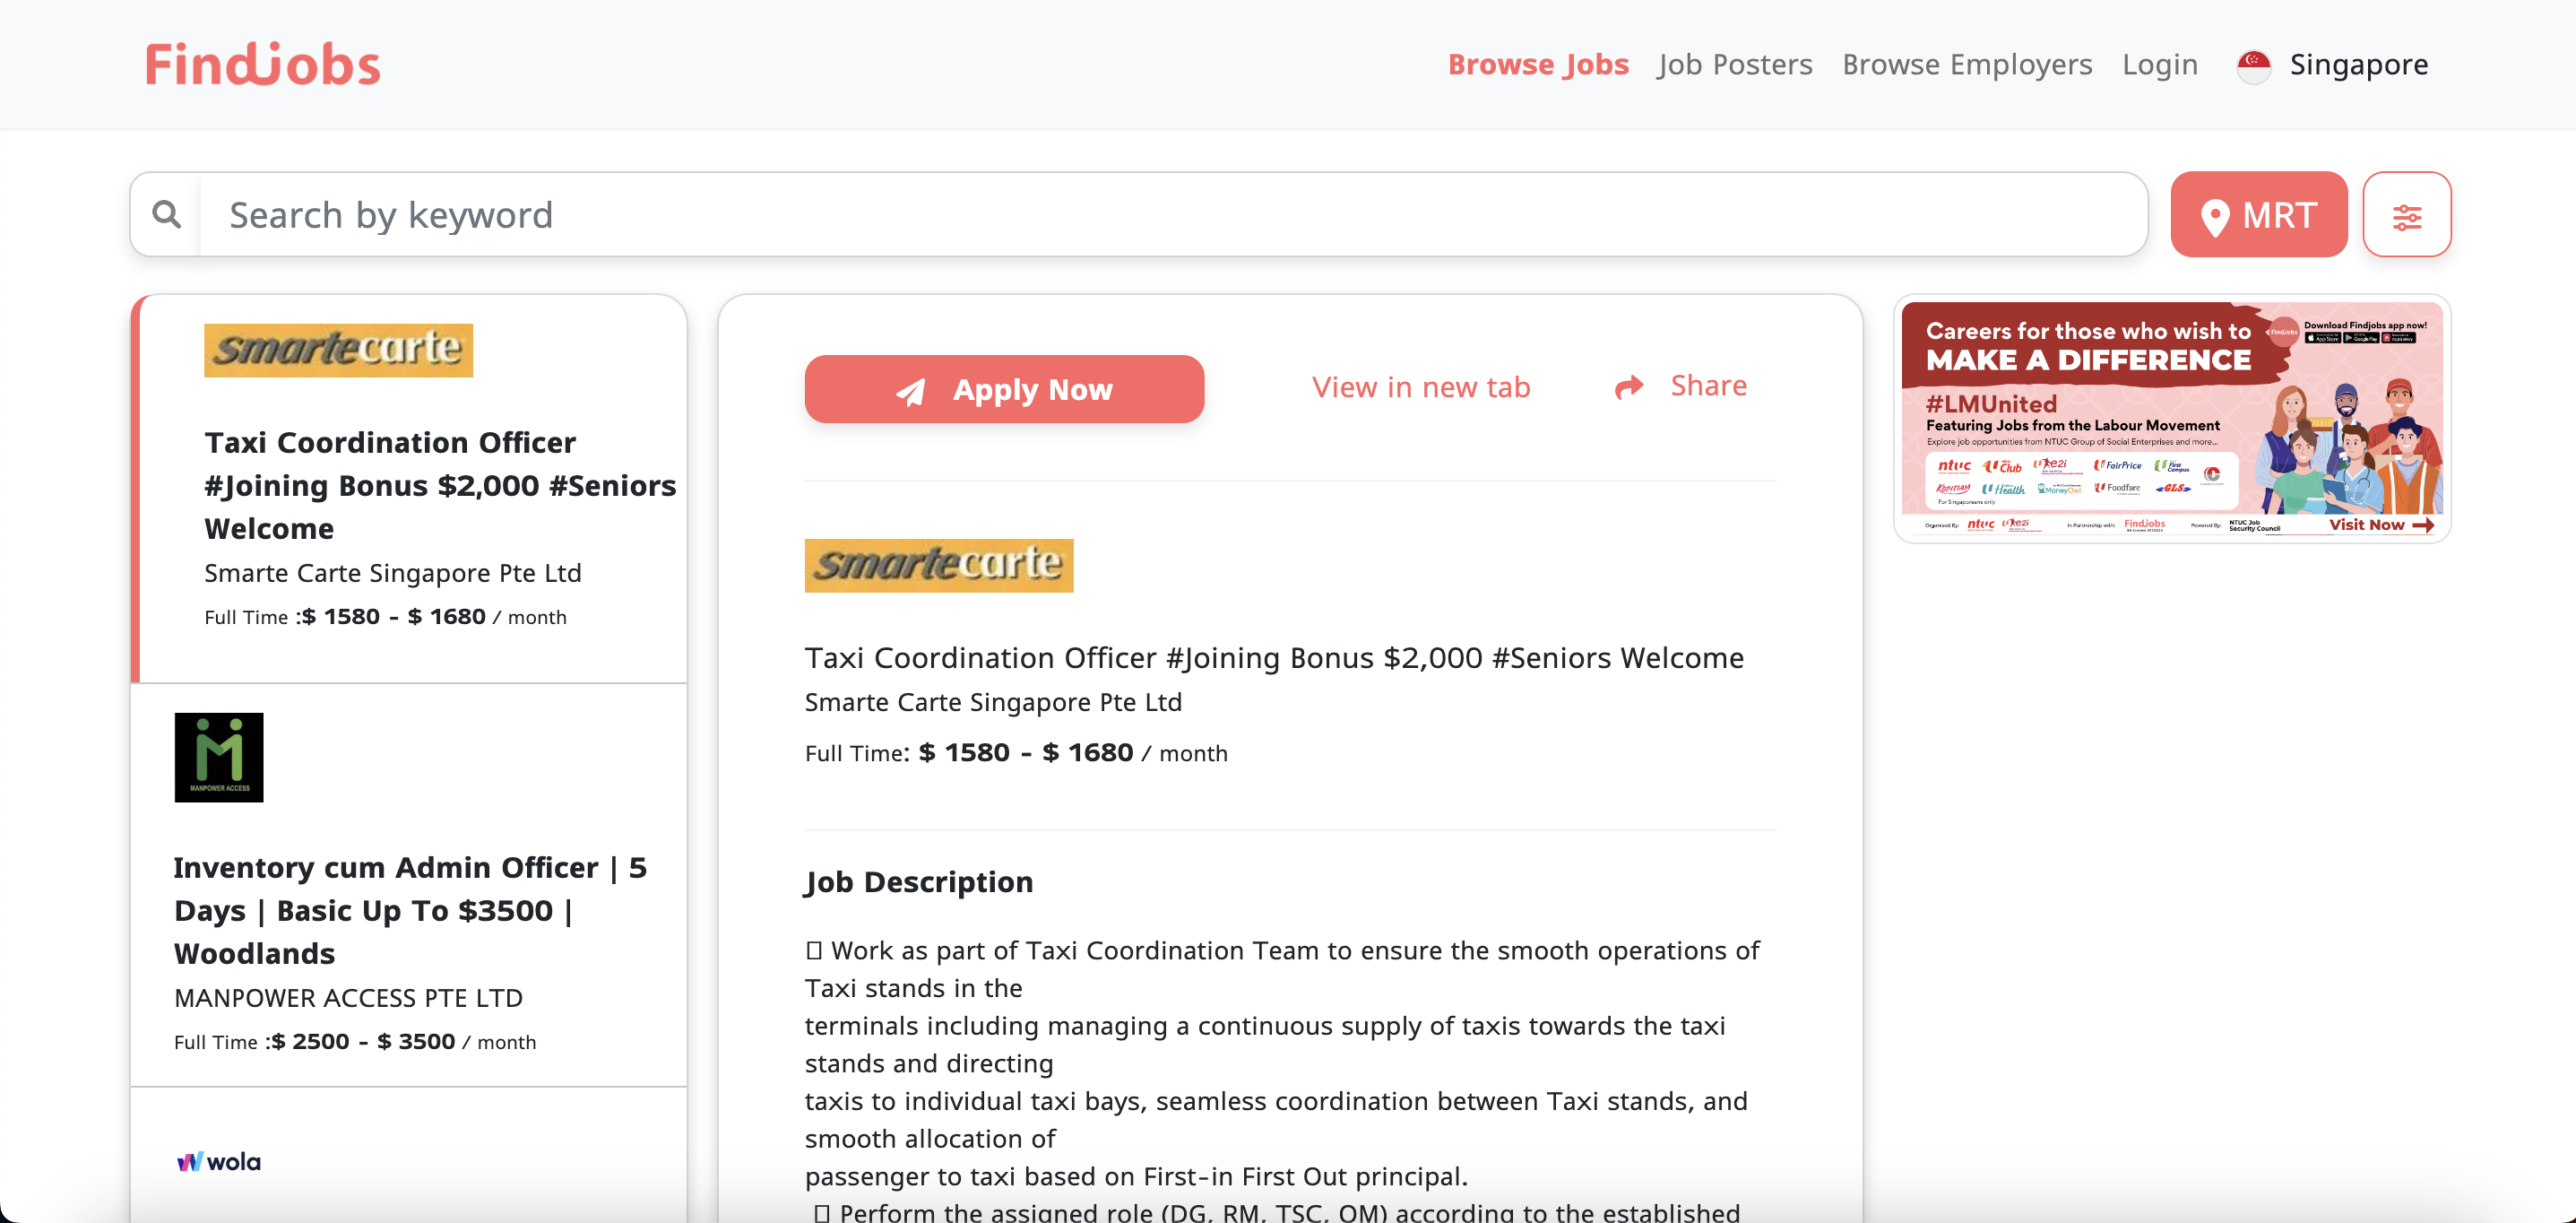 Findjobs
Browse Jobs
Job Posters
Browse Employers
Login
Singapore
Search by keyword
MRT
smartecarte
Taxi Coordination Officer
#Joining Bonus $2,000 #Seniors
Welcome
Smarte Carte Singapore Pte Ltd
Full Time :$ 1580 - $ 1680 / month
MANPOWER ACCESS
Inventory cum Admin Officer | 5
Days | Basic Up To $3500 |
Woodlands
MANPOWER ACCESS PTE LTD
Full Time :$ 2500 - $ 3500 / month
wola
Apply Now
View in new tab
Share
smartecarte
Taxi Coordination Officer #Joining Bonus $2,000 #Seniors Welcome
Smarte Carte Singapore Pte Ltd
Full Time: $ 1580 - $ 1680 / month
Job Description
Work as part of Taxi Coordination Team to ensure the smooth operations of
Taxi stands in the
terminals including managing a continuous supply of taxis towards the taxi
stands and directing
taxis to individual taxi bays, seamless coordination between Taxi stands, and
smooth allocation of
passenger to taxi based on First-in First Out principal.
Perform the assigned role (DG, RM, TSC, OM) according to the established
Careers for those who wish to
MAKE A DIFFERENCE
Findjobs
Download Findjobs app now!
App Store
Google Play
#LMUnited
Featuring Jobs from the Labour Movement
Explore job opportunities from NTUC Group of Social Enterprises and more...
ntuc
Club
e2i
FairPrice
First Campus
KOPITIAM
Health
MoneyOwl
Foodfare
GLS
For Singaporeans only
Organised By:
ntuc
e2i
In Partnership with:
Findjobs
Powered By:
NTUC Job
Security Council
Visit Now